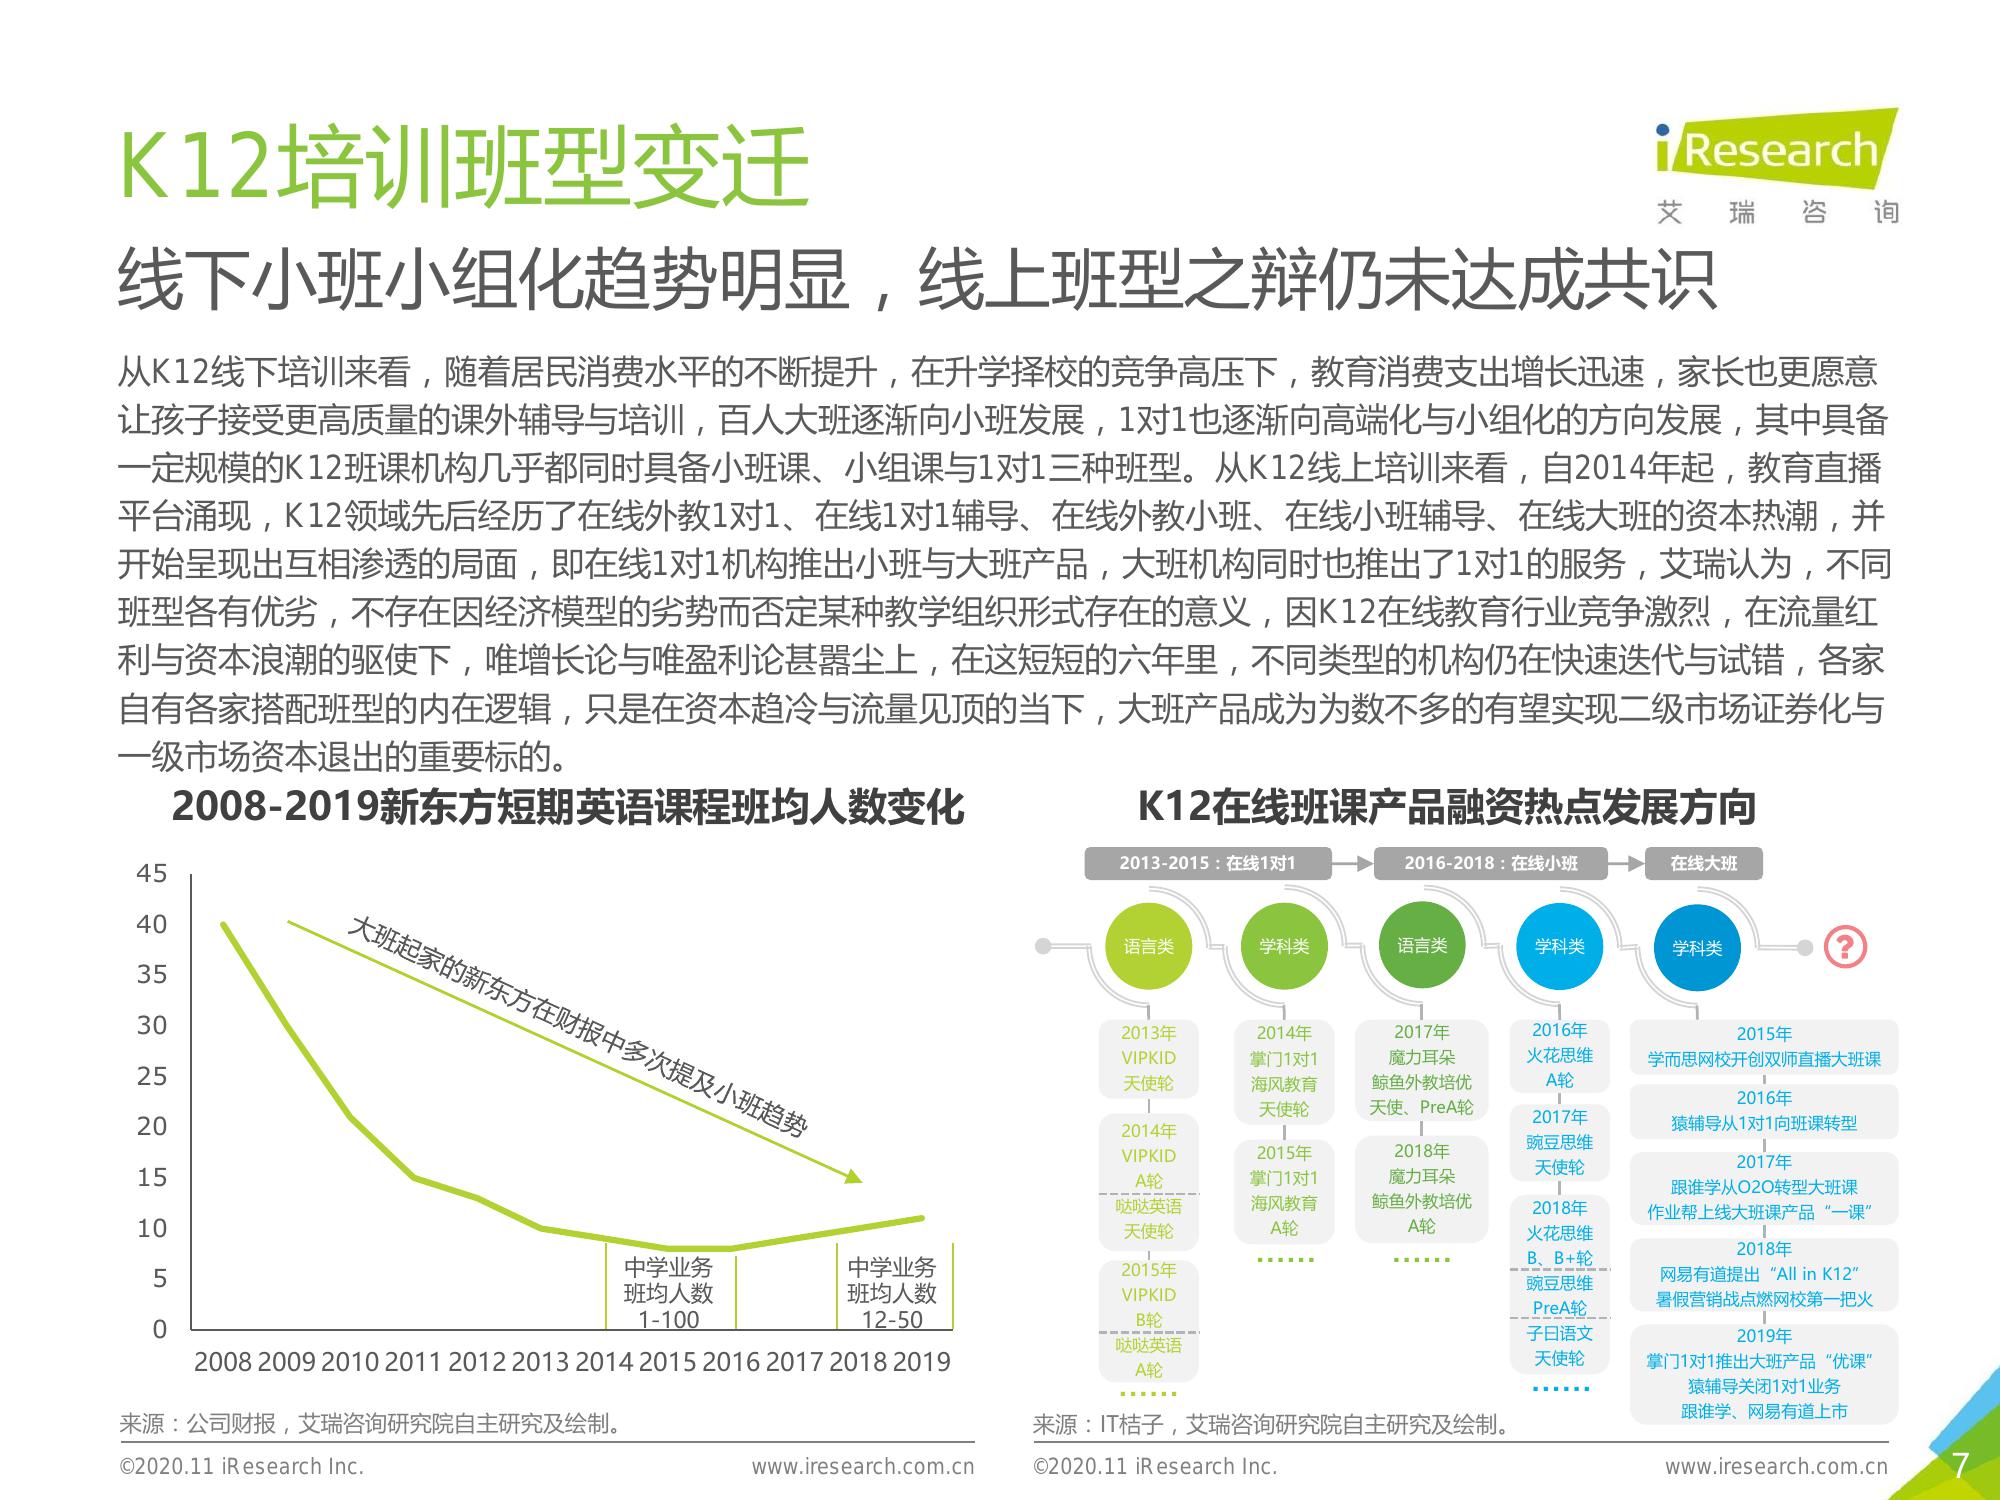 K12培训班型变迁
iResearch
艾瑞咨询
线下小班小组化趋势明显，线上班型之辩仍未达成共识
从K12线下培训来看，随着居民消费水平的不断提升，在升学择校的竞争高压下，教育消费支出增长迅速，家长也更愿意
让孩子接受更高质量的课外辅导与培训，百人大班逐渐向小班发展，1对1也逐渐向高端化与小组化的方向发展，其中具备
一定规模的K12班课机构几乎都同时具备小班课、小组课与1对1三种班型。从K12线上培训来看，自2014年起，教育直播
平台涌现，K12领域先后经历了在线外教1对1、在线1对1辅导、在线外教小班、在线小班辅导、在线大班的资本热潮，并
开始呈现出互相渗透的局面，即在线1对1机构推出小班与大班产品，大班机构同时也推出了1对1的服务，艾瑞认为，不同
班型各有优劣，不存在因经济模型的劣势而否定某种教学组织形式存在的意义，因K12在线教育行业竞争激烈，在流量红
利与资本浪潮的驱使下，唯增长论与唯盈利论甚嚣尘上，在这短短的六年里，不同类型的机构仍在快速迭代与试错，各家
自有各家搭配班型的内在逻辑，只是在资本趋冷与流量见顶的当下，大班产品成为为数不多的有望实现二级市场证券化与
一级市场资本退出的重要标的。
2008-2019新东方短期英语课程班均人数变化
45
40
35
30
25
20
15
10
5
0
大班起家的新东方在财报中多次提及小班趋势
中学业务
班均人数
1-100
中学业务
班均人数
12-50
2008 2009 2010 2011 2012 2013 2014 2015 2016 2017 2018 2019
来源：公司财报，艾瑞咨询研究院自主研究及绘制。
©2020.11 iResearch Inc.
www.iresearch.com.cn
K12在线班课产品融资热点发展方向
2013-2015：在线1对1
2016-2018：在线小班
在线大班
语言类
学科类
语言类
学科类
学科类
?
2013年
VIPKID
天使轮
2014年
VIPKID
A轮
哒哒英语
天使轮
2015年
VIPKID
B轮
哒哒英语
A轮
……
2014年
掌门1对1
海风教育
天使轮
2015年
掌门1对1
海风教育
A轮
……
2017年
魔力耳朵
鲸鱼外教培优
天使、PreA轮
2018年
魔力耳朵
鲸鱼外教培优
A轮
……
2016年
火花思维
A轮
2017年
豌豆思维
天使轮
2018年
火花思维
B、B+轮
豌豆思维
PreA轮
子曰语文
天使轮
……
2015年
学而思网校开创双师直播大班课
2016年
猿辅导从1对1向班课转型
2017年
跟谁学从O2O转型大班课
作业帮上线大班课产品“一课”
2018年
网易有道提出“All in K12”
暑假营销战点燃网校第一把火
2019年
掌门1对1推出大班产品“优课”
猿辅导关闭1对1业务
跟谁学、网易有道上市
来源：IT桔子，艾瑞咨询研究院自主研究及绘制。
©2020.11 iResearch Inc.
www.iresearch.com.cn
7